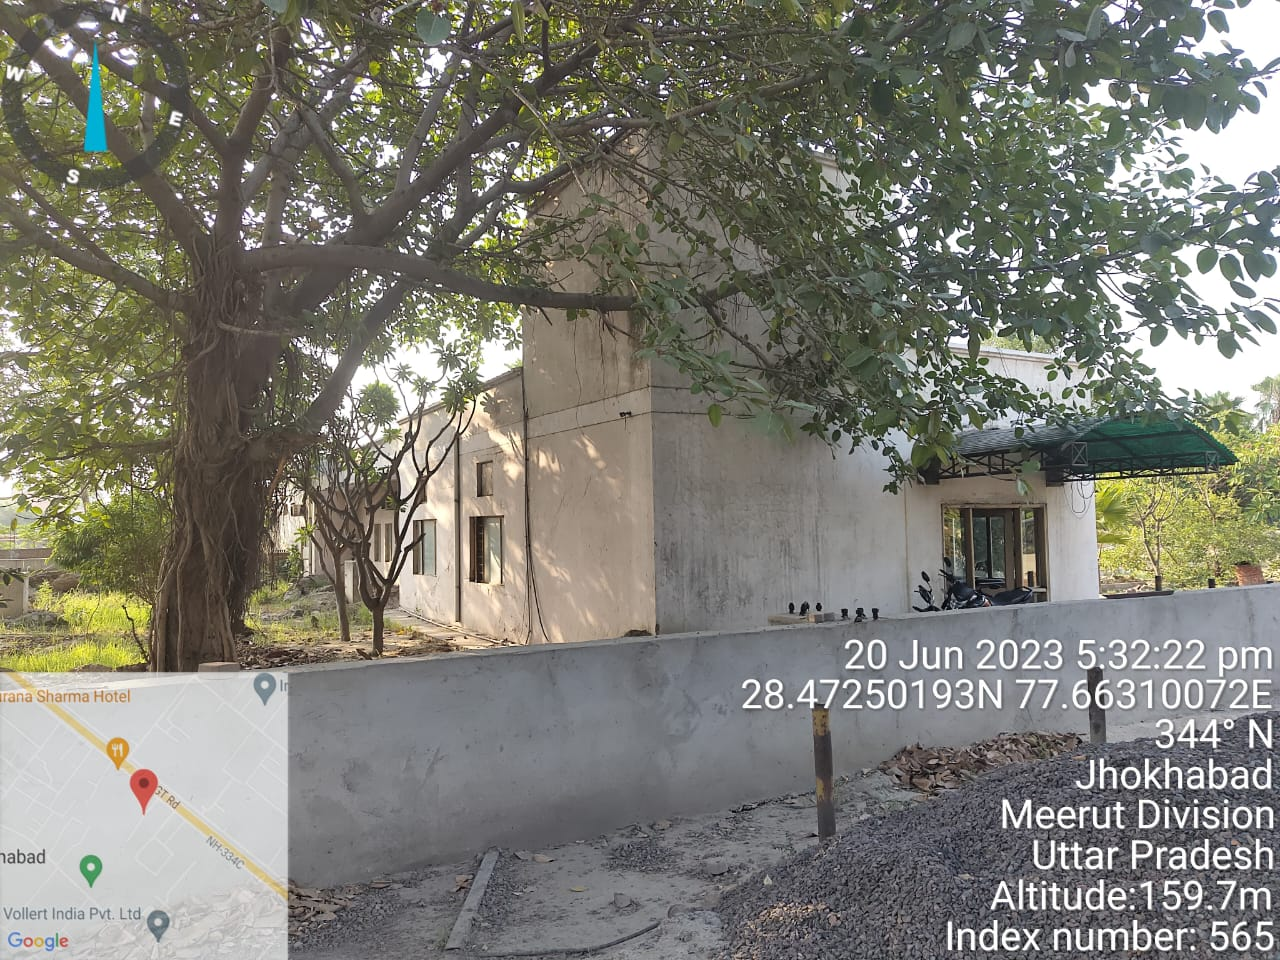 N
W
E
S
20 Jun 2023 5:32:22 pm
28.47250193N 77.66310072E
344° N
Jhokhabad
Meerut Division
Uttar Pradesh
Altitude:159.7m
Index number: 565
urana Sharma Hotel
GT Rd
NH-334C
habad
Vollert India Pvt. Ltd
Google